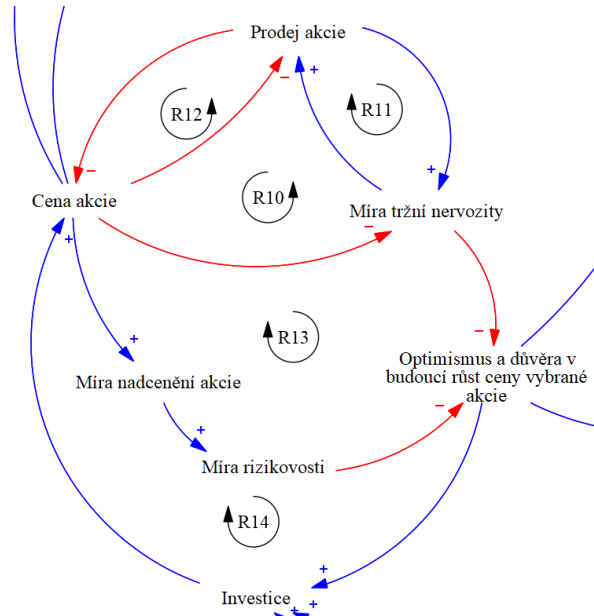 Prodej akcie
R12
R11
Cena akcie
R10
Míra tržní nervozity
R13
Míra nadcenění akcie
Optimismus a důvěra v
budoucí růst ceny vybrané
akcie
Míra rizikovosti
R14
Investice